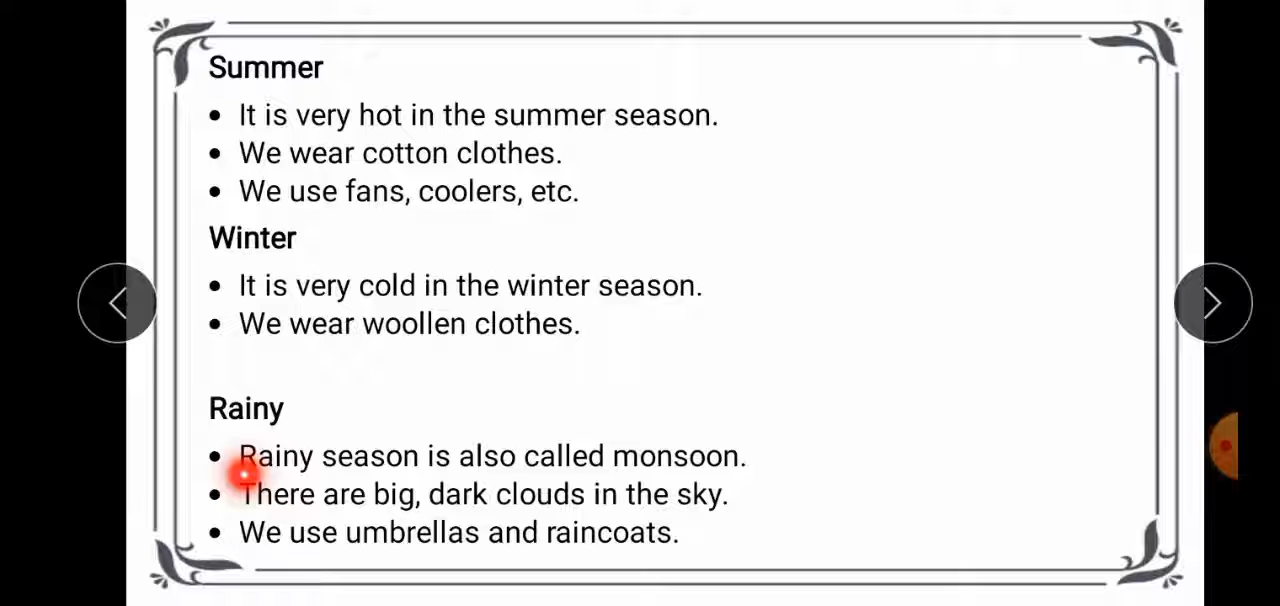 Summer
• It is very hot in the summer season.
• We wear cotton clothes.
• We use fans, coolers, etc.
Winter
• It is very cold in the winter season.
• We wear woollen clothes.
Rainy
• Rainy season is also called monsoon.
• There are big, dark clouds in the sky.
• We use umbrellas and raincoats.